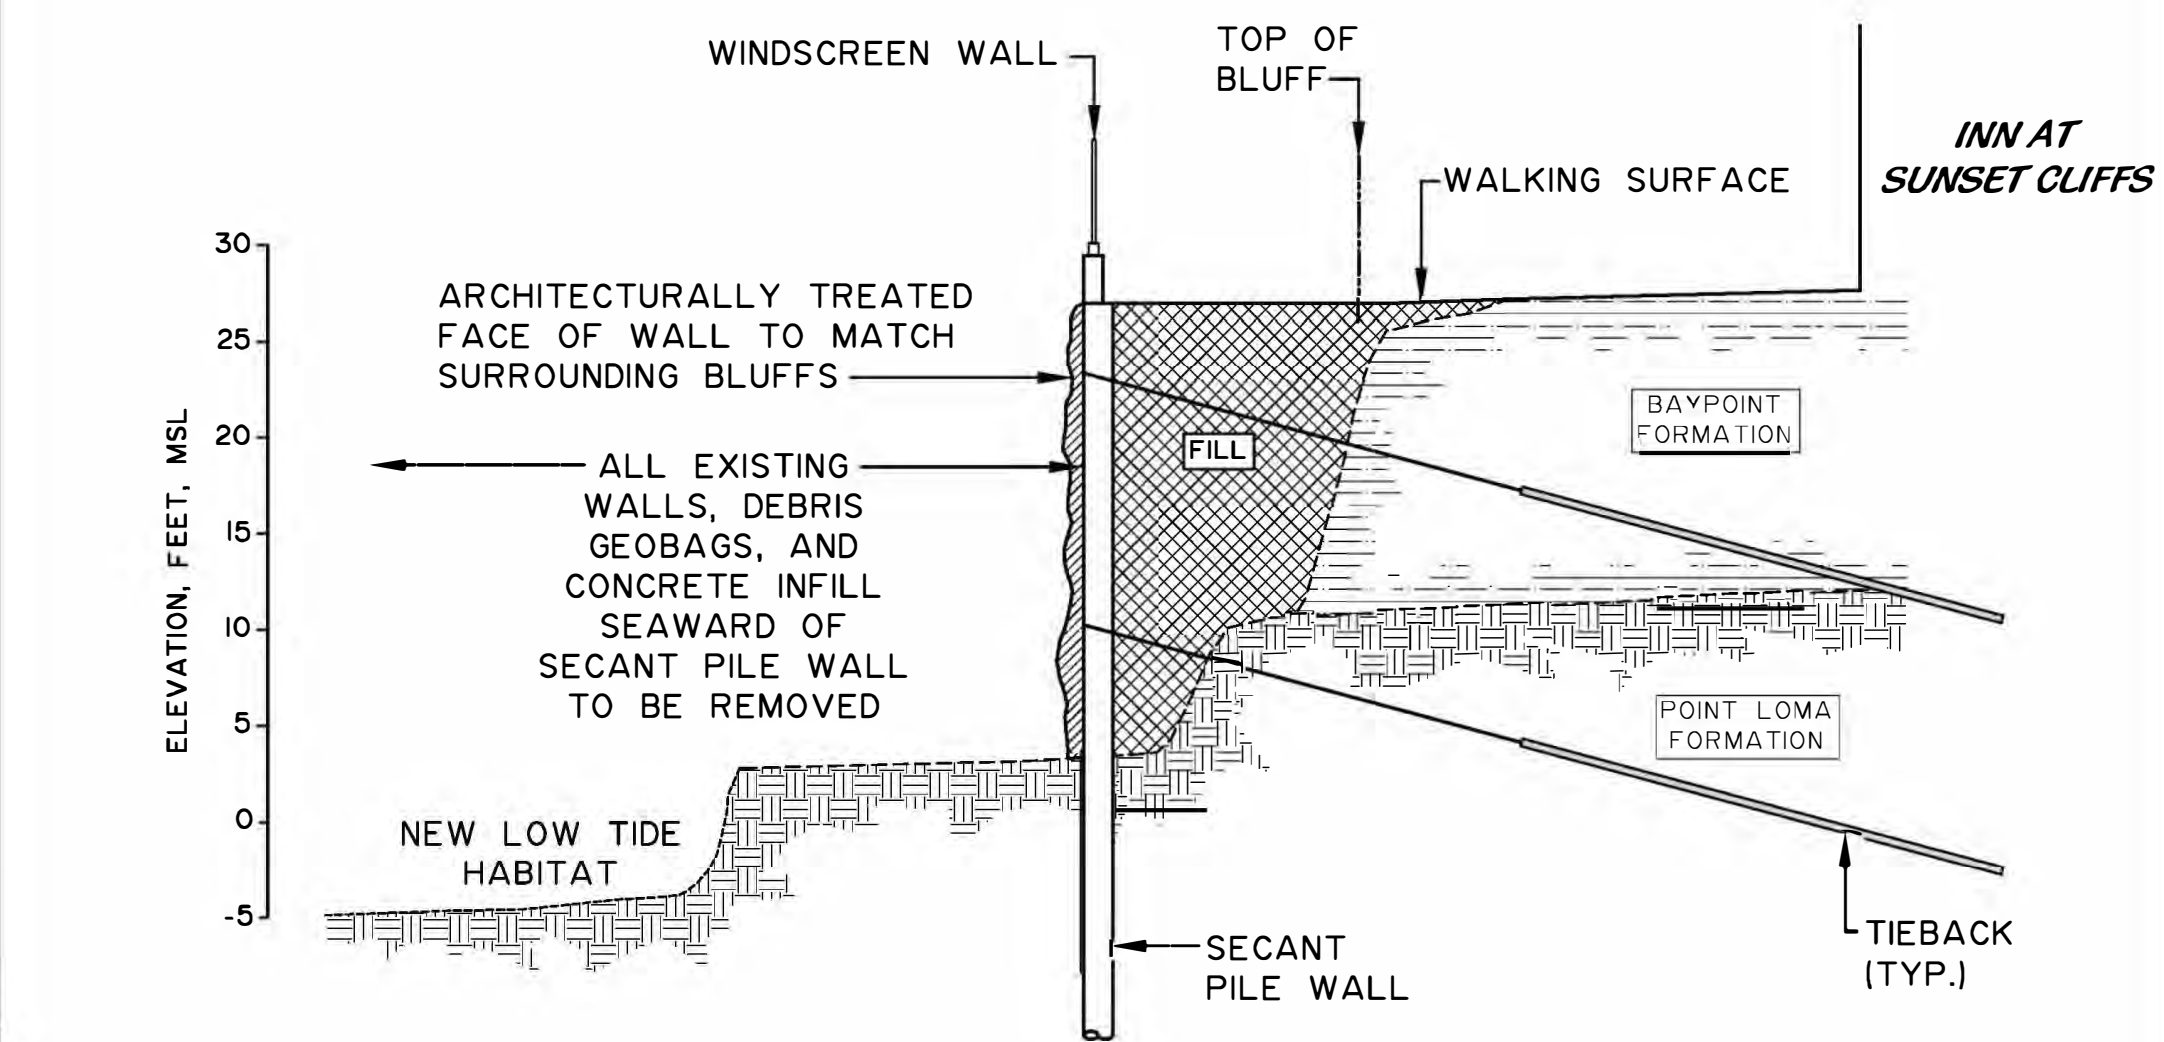 WINDSCREEN WALL
TOP OF
BLUFF
INN AT
SUNSET CLIFFS
WALKING SURFACE
30
25
20
15
10
5
0
-5
ELEVATION, FEET, MSL
ARCHITECTURALLY TREATED
FACE OF WALL TO MATCH
SURROUNDING BLUFFS
ALL EXISTING
WALLS, DEBRIS
GEOBAGS, AND
CONCRETE INFILL
SEAWARD OF
SECANT PILE WALL
TO BE REMOVED
FILL
BAYPOINT
FORMATION
POINT LOMA
FORMATION
NEW LOW TIDE
HABITAT
SECANT
PILE WALL
TIEBACK
(TYP.)